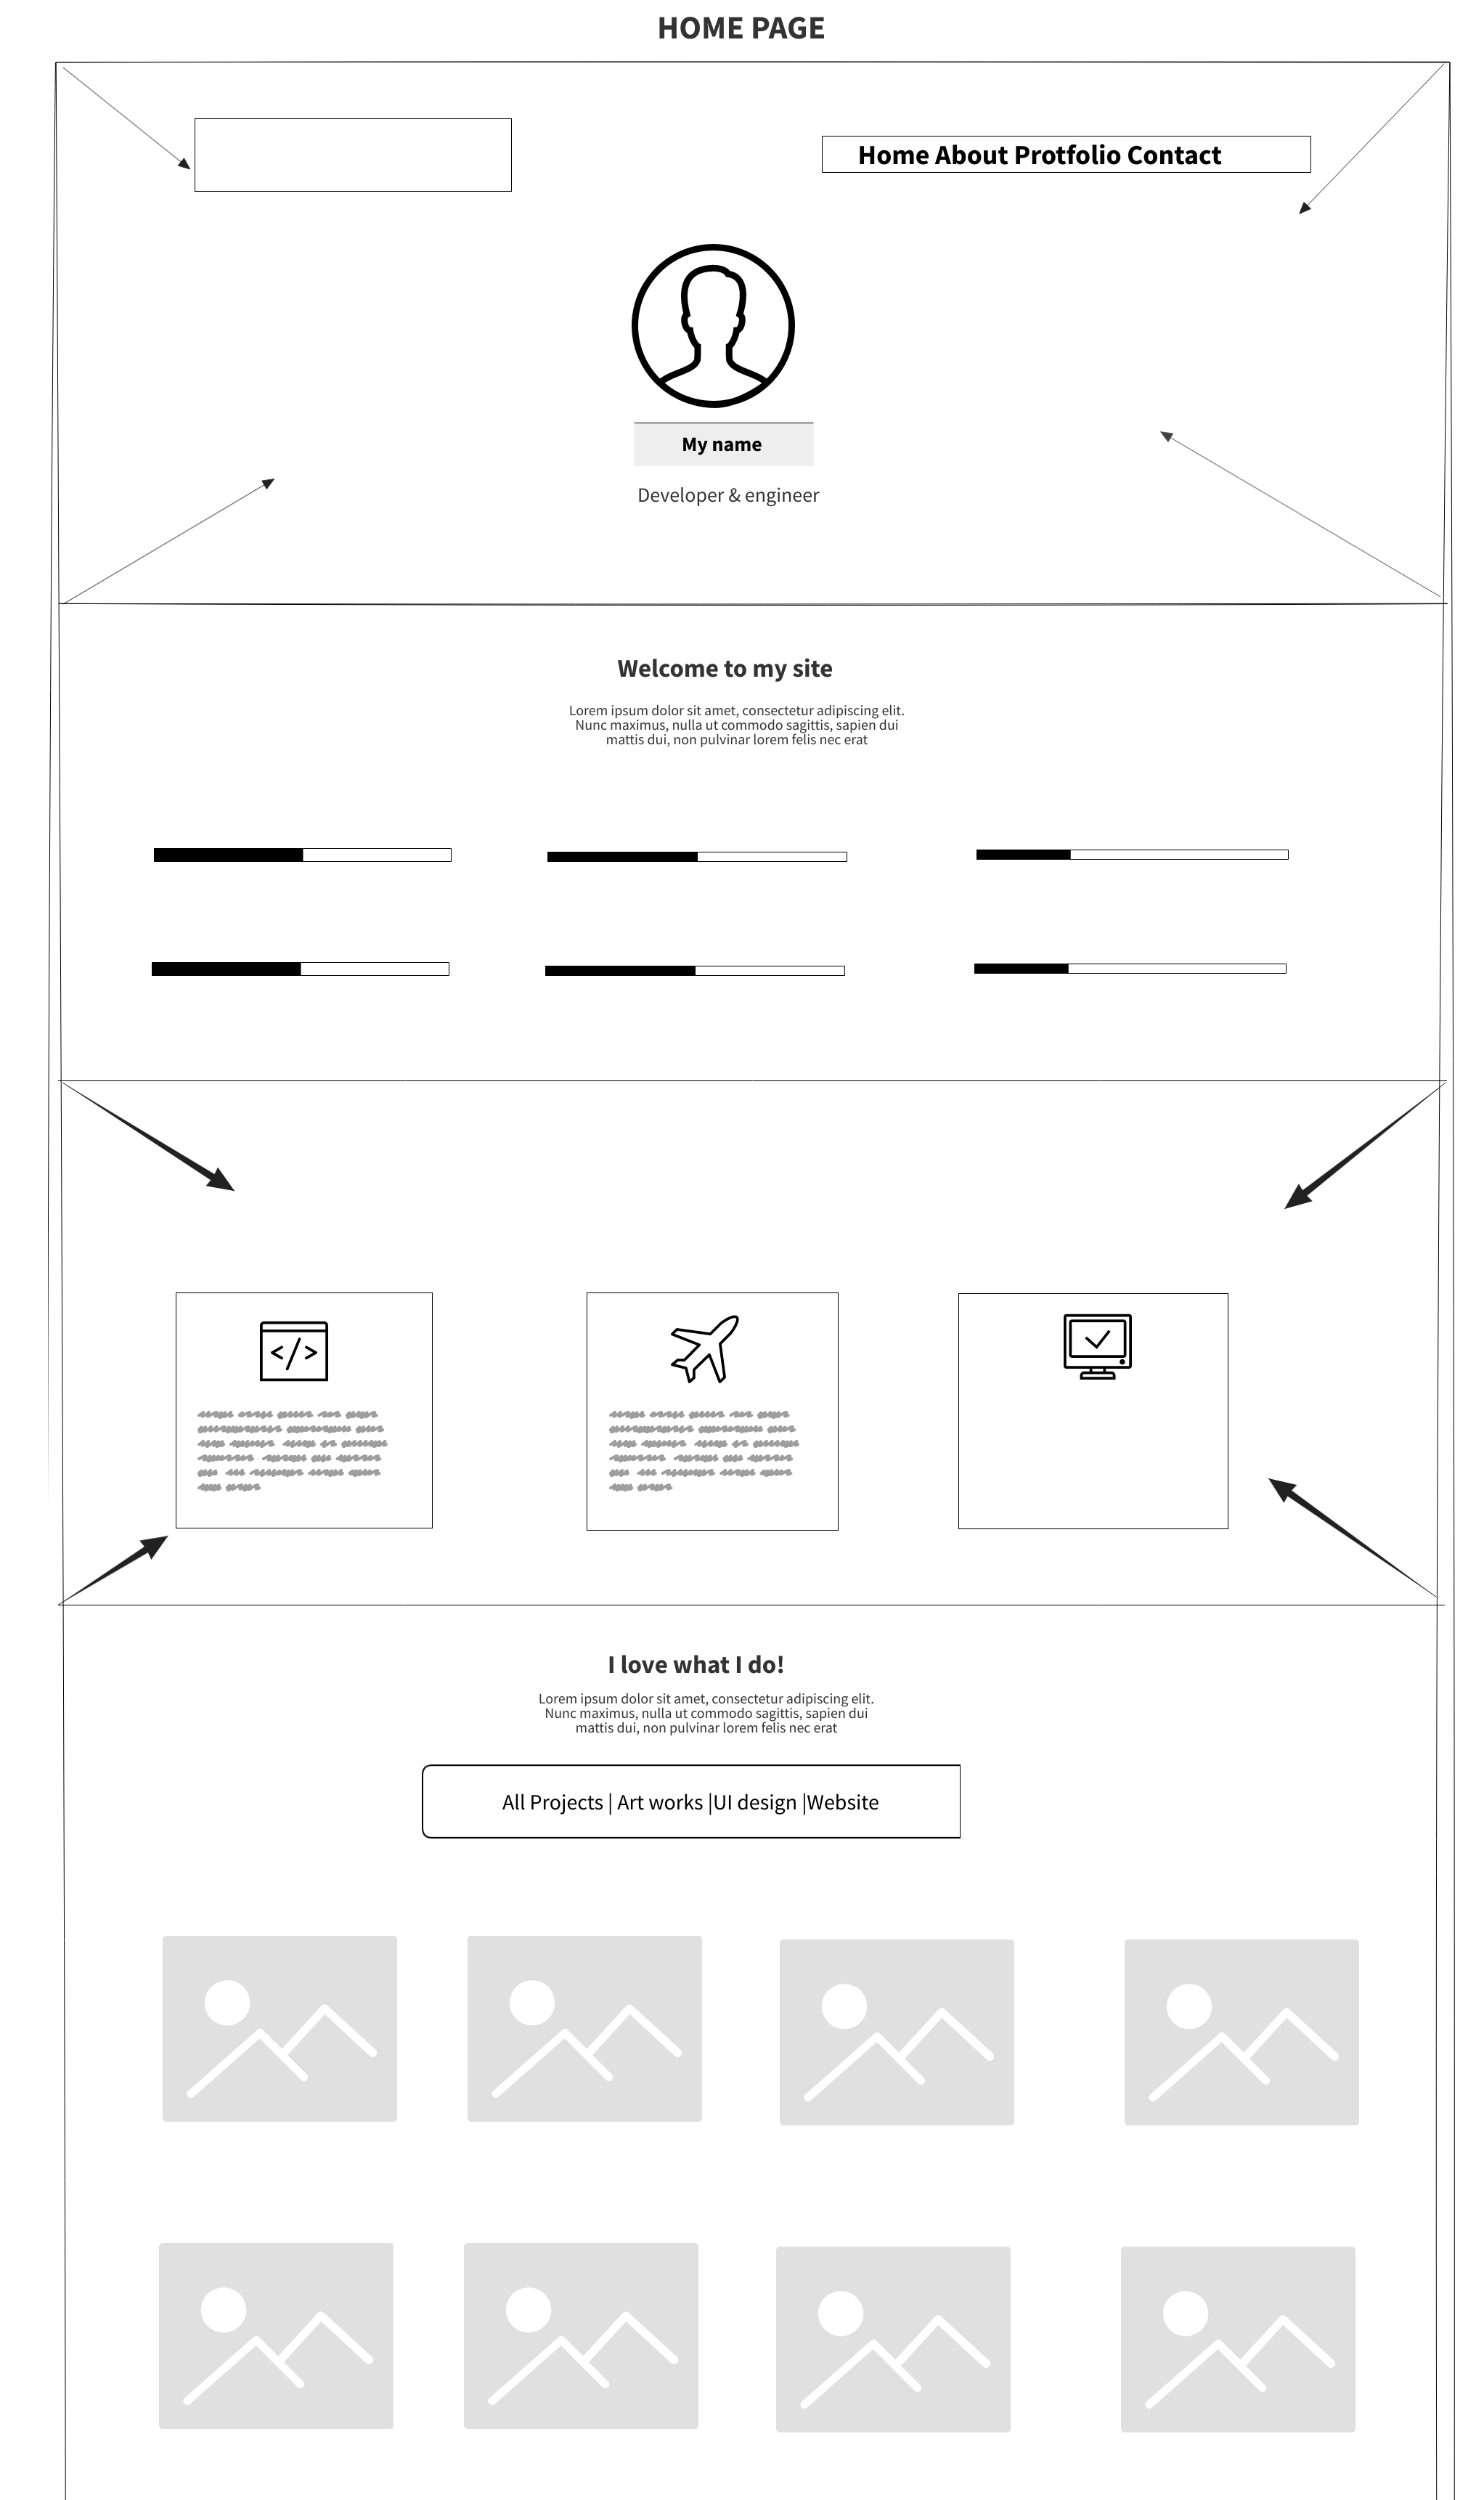 HOME PAGE
Home About Protfolio Contact
My name
Developer & engineer
Welcome to my site
Lorem ipsum dolor sit amet, consectetur adipiscing elit.
Nunc maximus, nulla ut commodo sagittis, sapien dui
mattis dui, non pulvinar lorem felis nec erat
</>
I love what I do!
Lorem ipsum dolor sit amet, consectetur adipiscing elit.
Nunc maximus, nulla ut commodo sagittis, sapien dui
mattis dui, non pulvinar lorem felis nec erat
All Projects | Art works |UI design |Website